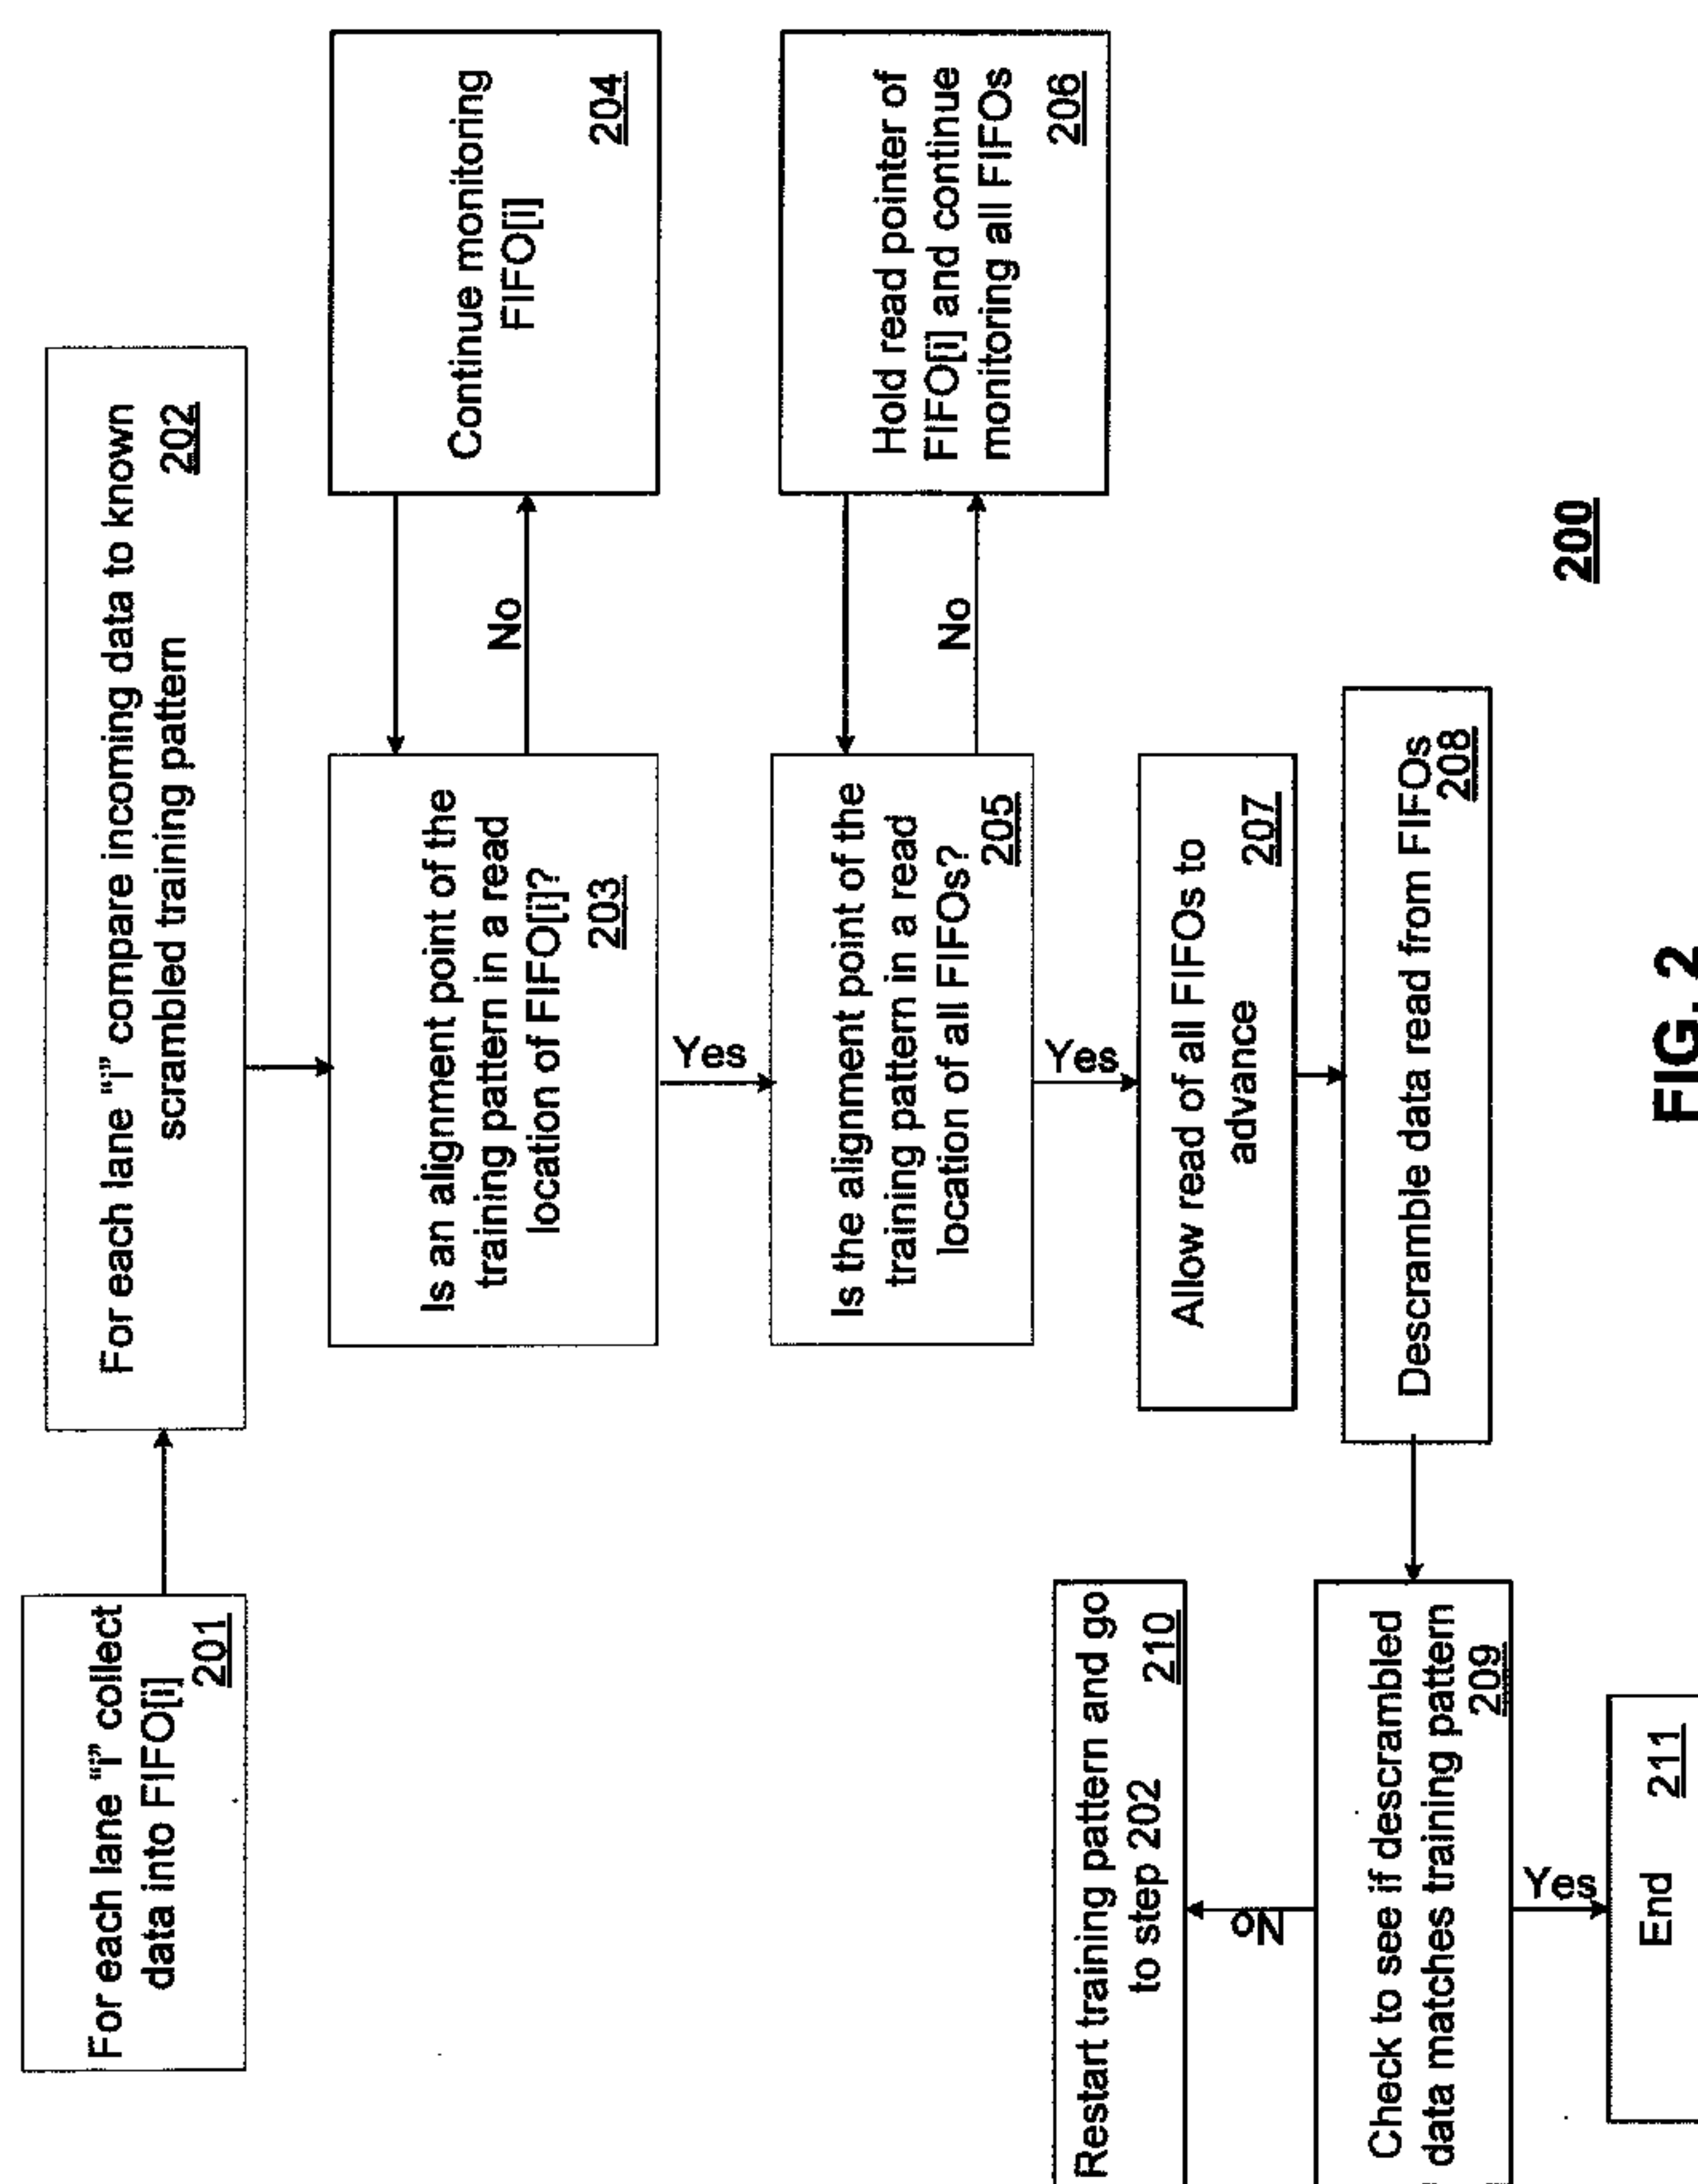 For each lane "i" collect
data into FIFO[i]
201
For each lane "i" compare incoming data to known
scrambled training pattern
202
Is an alignment point of the
training pattern in a read
location of FIFO[i]?
203
No
Continue monitoring
FIFO[i]
204
Yes
Is the alignment point of the
training pattern in a read
location of all FIFOs?
205
No
Hold read pointer of
FIFO[i] and continue
monitoring all FIFOs
206
Yes
Allow read of all FIFOs to
advance
207
Descramble data read from FIFOs
208
Check to see if descrambled
data matches training pattern
209
No
Restart training pattern and go
to step 202
210
Yes
End
211
200
FIG. 2